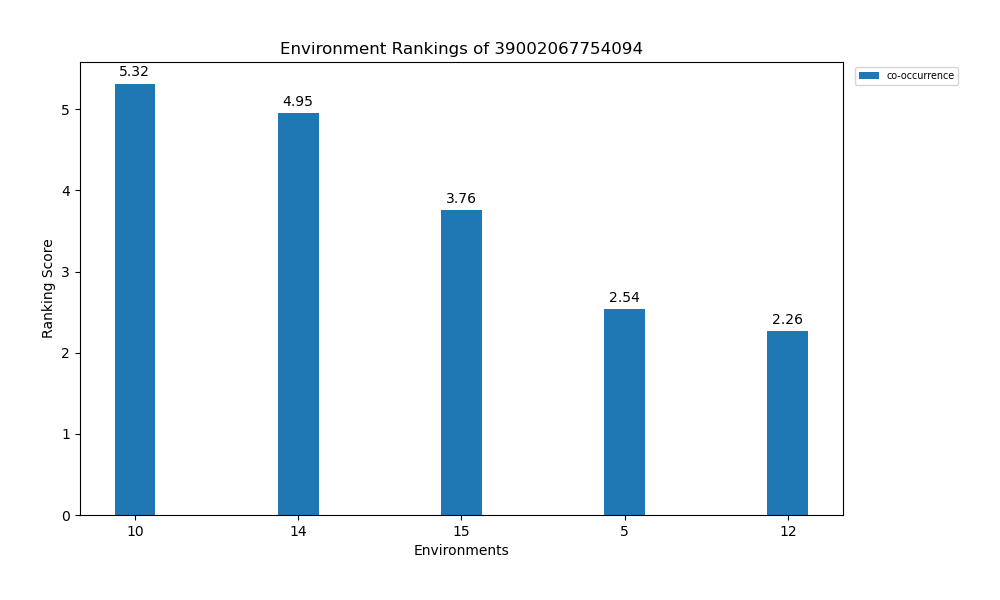 Environment Rankings of 39002067754094
co-occurrence
5.32
4.95
3.76
2.54
2.26
Ranking Score
5
4
3
2
1
0
10 14 15 5 12
Environments